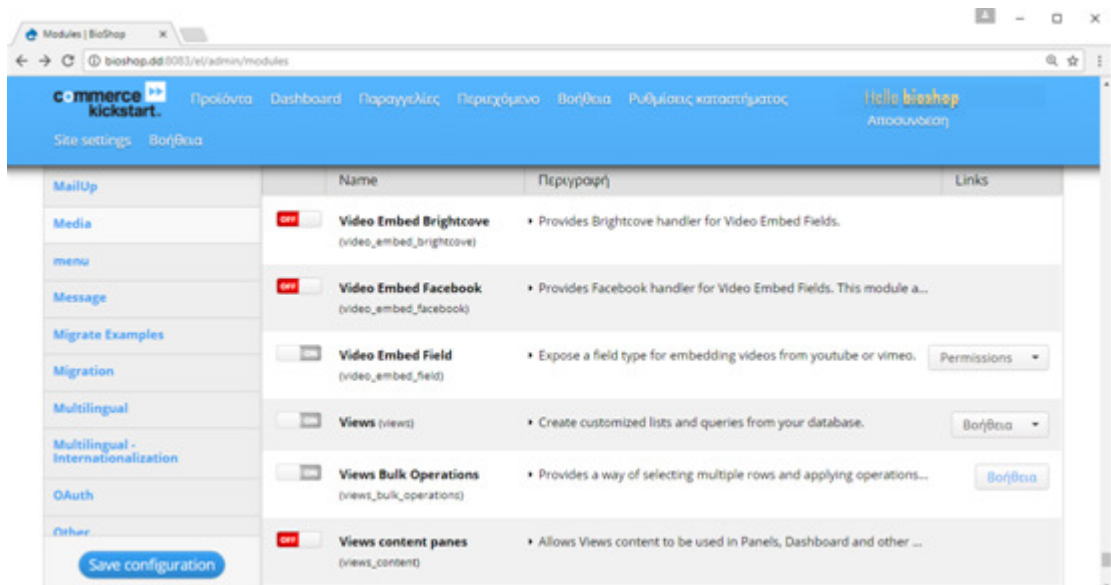 Modules | BioShop
bioshop.dd:8083/el/admin/modules
commerce kickstart.
Προϊόντα Dashboard Παραγγελίες Περιεχόμενο Βοήθεια Ρυθμίσεις καταστήματος
Hello bioshop
Αποσύνδεση
Site settings Βοήθεια
MailUp
Media
menu
Message
Migrate Examples
Migration
Multilingual
Multilingual -
Internationalization
OAuth
Other
Save configuration
Name Περιγραφή Links
OFF Video Embed Brightcove ‣ Provides Brightcove handler for Video Embed Fields.
(video_embed_brightcove)
OFF Video Embed Facebook ‣ Provides Facebook handler for Video Embed Fields. This module a...
(video_embed_facebook)
ON Video Embed Field ‣ Expose a field type for embedding videos from youtube or vimeo. Permissions
(video_embed_field)
ON Views (views) ‣ Create customized lists and queries from your database. Βοήθεια
ON Views Bulk Operations ‣ Provides a way of selecting multiple rows and applying operations... Βοήθεια
(views_bulk_operations)
OFF Views content panes ‣ Allows Views content to be used in Panels, Dashboard and other ...
(views_content)